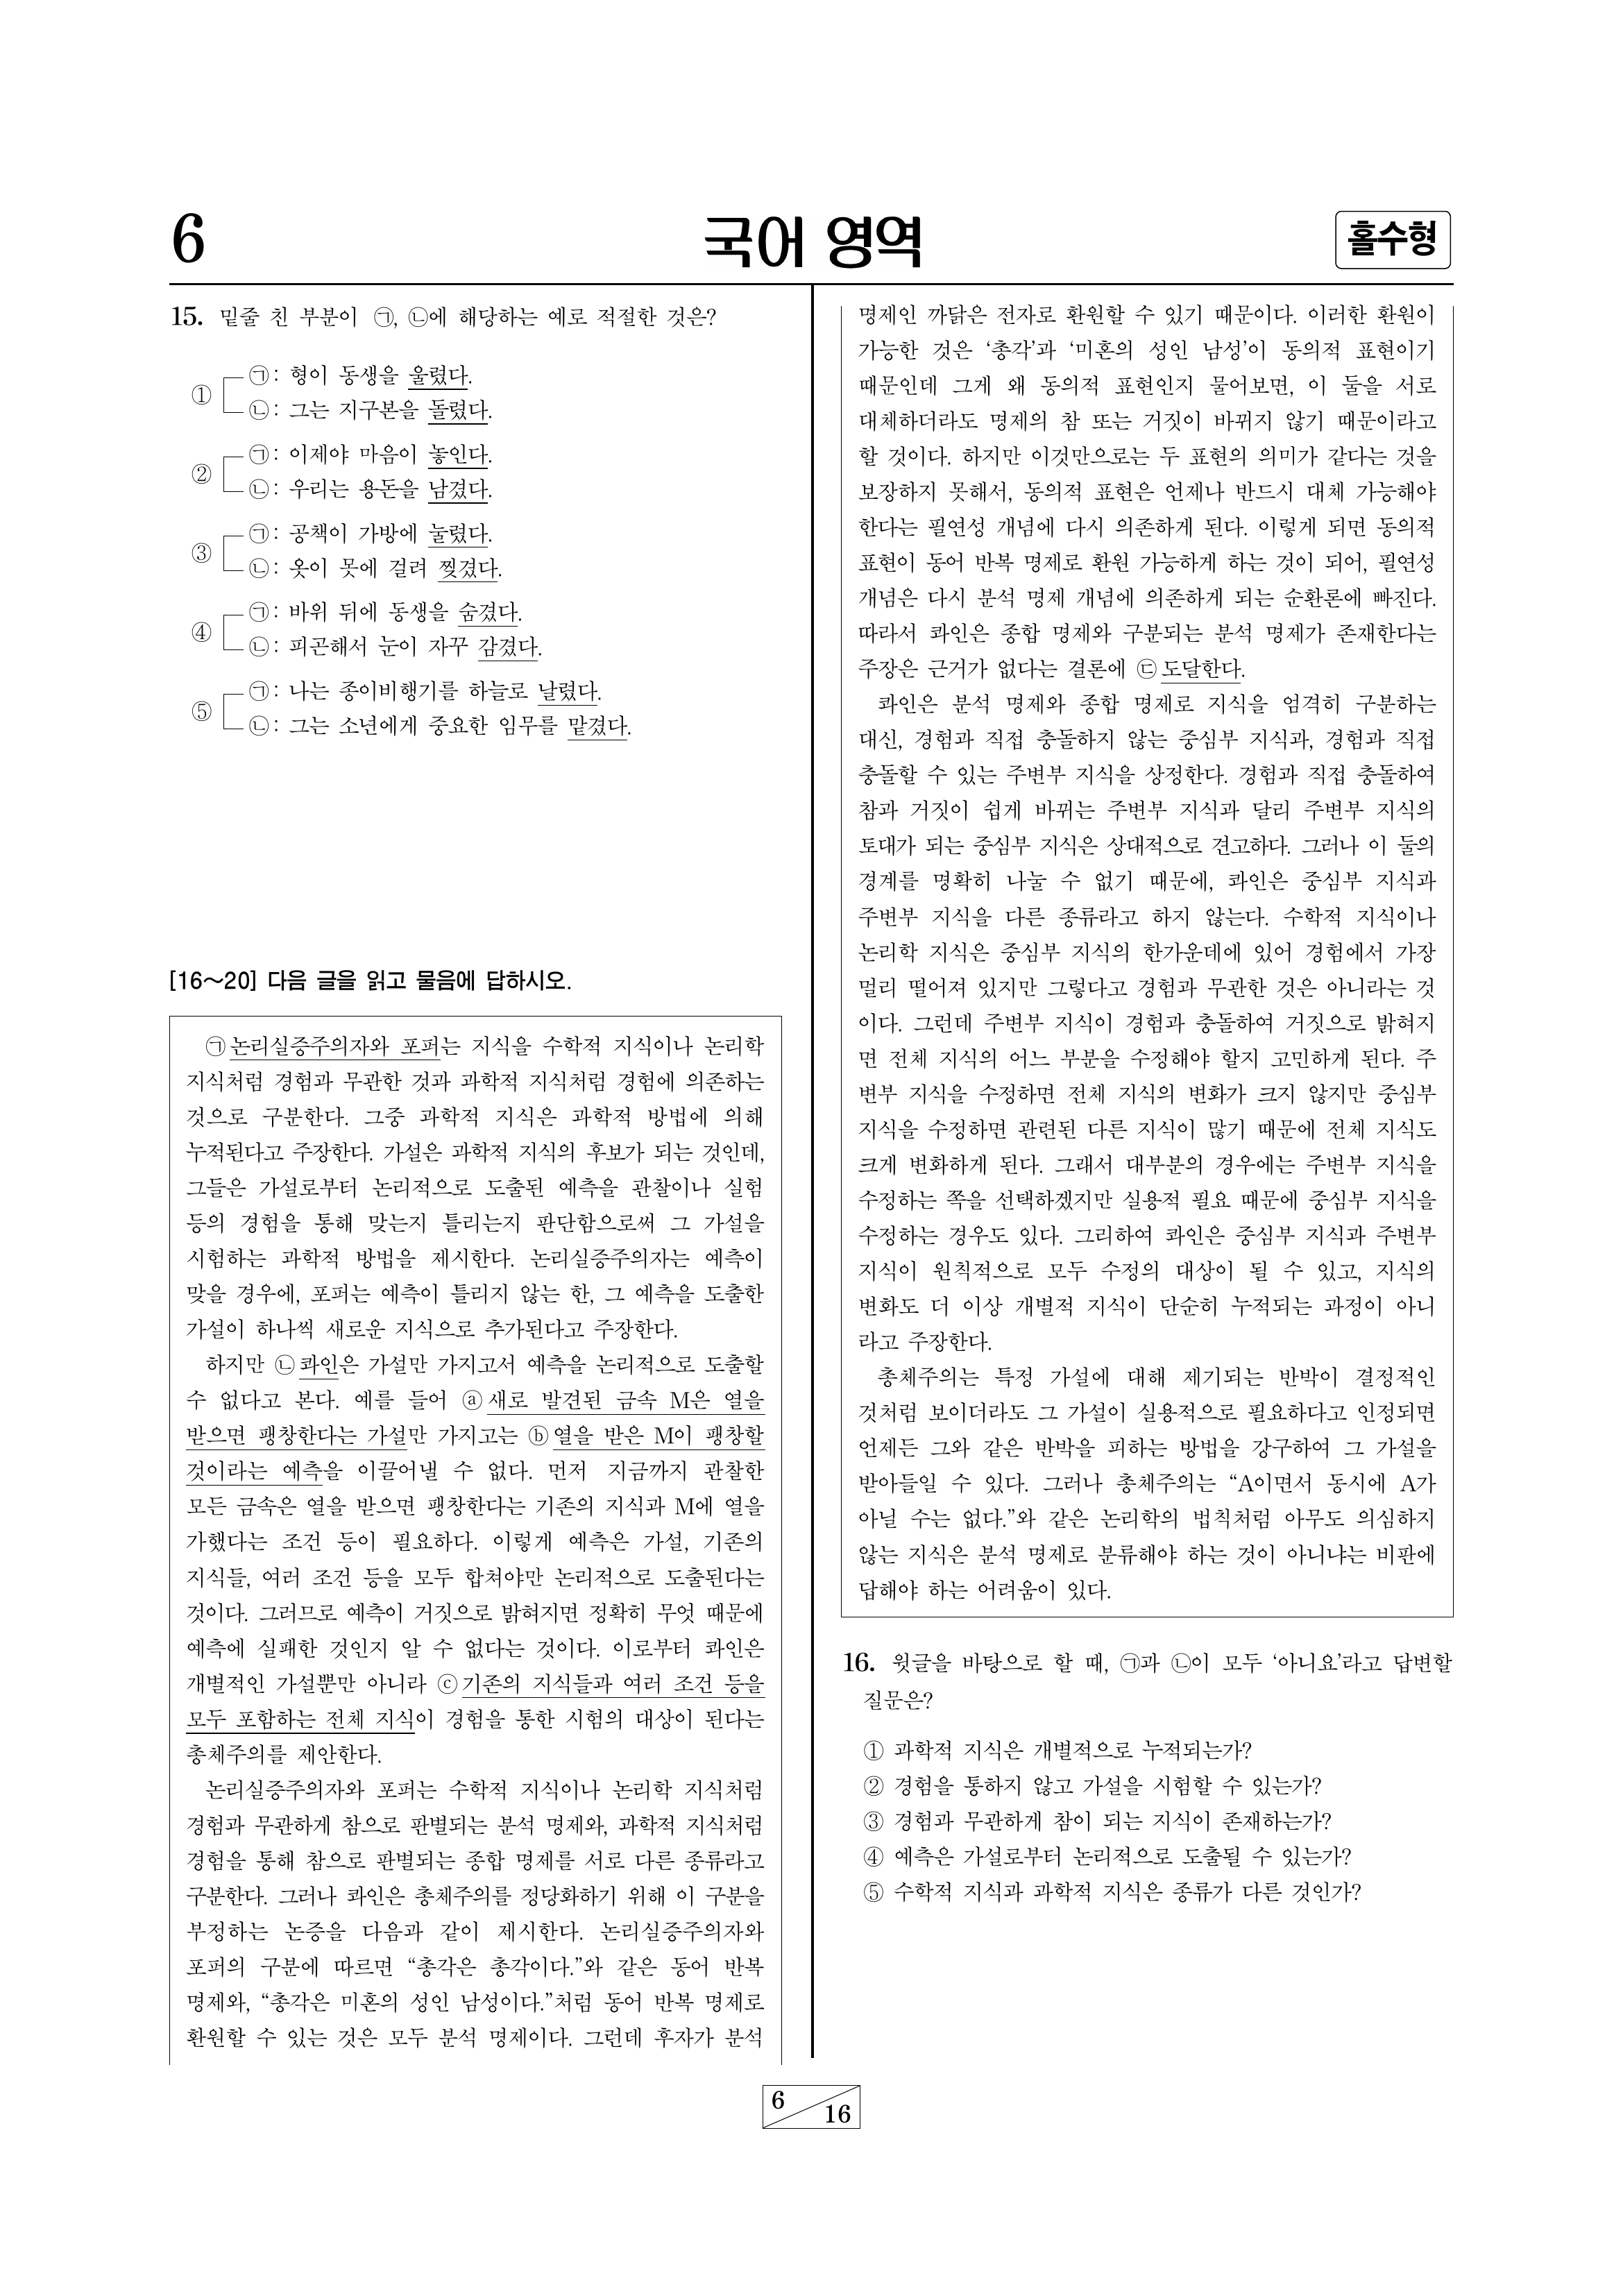 6
국어 영역
홀수형
15. 밑줄 친 부분이 ㉠, ㉡에 해당하는 예로 적절한 것은?
①
㉠: 형이 동생을 울렸다.
㉡: 그는 지구본을 돌렸다.
②
㉠: 이제야 마음이 놓인다.
㉡: 우리는 용돈을 남겼다.
③
㉠: 공책이 가방에 눌렸다.
㉡: 옷이 못에 걸려 찢겼다.
④
㉠: 바위 뒤에 동생을 숨겼다.
㉡: 피곤해서 눈이 자꾸 감겼다.
⑤
㉠: 나는 종이비행기를 하늘로 날렸다.
㉡: 그는 소년에게 중요한 임무를 맡겼다.
[16～20] 다음 글을 읽고 물음에 답하시오.
㉠논리실증주의자와 포퍼는 지식을 수학적 지식이나 논리학
지식처럼 경험과 무관한 것과 과학적 지식처럼 경험에 의존하는
것으로 구분한다. 그중 과학적 지식은 과학적 방법에 의해
누적된다고 주장한다. 가설은 과학적 지식의 후보가 되는 것인데,
그들은 가설로부터 논리적으로 도출된 예측을 관찰이나 실험
등의 경험을 통해 맞는지 틀리는지 판단함으로써 그 가설을
시험하는 과학적 방법을 제시한다. 논리실증주의자는 예측이
맞을 경우에, 포퍼는 예측이 틀리지 않는 한, 그 예측을 도출한
가설이 하나씩 새로운 지식으로 추가된다고 주장한다.
하지만 ㉡콰인은 가설만 가지고서 예측을 논리적으로 도출할
수 없다고 본다. 예를 들어 ⓐ새로 발견된 금속 M은 열을
받으면 팽창한다는 가설만 가지고는 ⓑ열을 받은 M이 팽창할
것이라는 예측을 이끌어낼 수 없다. 먼저 지금까지 관찰한
모든 금속은 열을 받으면 팽창한다는 기존의 지식과 M에 열을
가했다는 조건 등이 필요하다. 이렇게 예측은 가설, 기존의
지식들, 여러 조건 등을 모두 합쳐야만 논리적으로 도출된다는
것이다. 그러므로 예측이 거짓으로 밝혀지면 정확히 무엇 때문에
예측에 실패한 것인지 알 수 없다는 것이다. 이로부터 콰인은
개별적인 가설뿐만 아니라 ⓒ기존의 지식들과 여러 조건 등을
모두 포함하는 전체 지식이 경험을 통한 시험의 대상이 된다는
총체주의를 제안한다.
논리실증주의자와 포퍼는 수학적 지식이나 논리학 지식처럼
경험과 무관하게 참으로 판별되는 분석 명제와, 과학적 지식처럼
경험을 통해 참으로 판별되는 종합 명제를 서로 다른 종류라고
구분한다. 그러나 콰인은 총체주의를 정당화하기 위해 이 구분을
부정하는 논증을 다음과 같이 제시한다. 논리실증주의자와
포퍼의 구분에 따르면 “총각은 총각이다.”와 같은 동어 반복
명제와, “총각은 미혼의 성인 남성이다.”처럼 동어 반복 명제로
환원할 수 있는 것은 모두 분석 명제이다. 그런데 후자가 분석
명제인 까닭은 전자로 환원할 수 있기 때문이다. 이러한 환원이
가능한 것은 ‘총각’과 ‘미혼의 성인 남성’이 동의적 표현이기
때문인데 그게 왜 동의적 표현인지 물어보면, 이 둘을 서로
대체하더라도 명제의 참 또는 거짓이 바뀌지 않기 때문이라고
할 것이다. 하지만 이것만으로는 두 표현의 의미가 같다는 것을
보장하지 못해서, 동의적 표현은 언제나 반드시 대체 가능해야
한다는 필연성 개념에 다시 의존하게 된다. 이렇게 되면 동의적
표현이 동어 반복 명제로 환원 가능하게 하는 것이 되어, 필연성
개념은 다시 분석 명제 개념에 의존하게 되는 순환론에 빠진다.
따라서 콰인은 종합 명제와 구분되는 분석 명제가 존재한다는
주장은 근거가 없다는 결론에 ㉢도달한다.
콰인은 분석 명제와 종합 명제로 지식을 엄격히 구분하는
대신, 경험과 직접 충돌하지 않는 중심부 지식과, 경험과 직접
충돌할 수 있는 주변부 지식을 상정한다. 경험과 직접 충돌하여
참과 거짓이 쉽게 바뀌는 주변부 지식과 달리 주변부 지식의
토대가 되는 중심부 지식은 상대적으로 견고하다. 그러나 이 둘의
경계를 명확히 나눌 수 없기 때문에, 콰인은 중심부 지식과
주변부 지식을 다른 종류라고 하지 않는다. 수학적 지식이나
논리학 지식은 중심부 지식의 한가운데에 있어 경험에서 가장
멀리 떨어져 있지만 그렇다고 경험과 무관한 것은 아니라는 것
이다. 그런데 주변부 지식이 경험과 충돌하여 거짓으로 밝혀지
면 전체 지식의 어느 부분을 수정해야 할지 고민하게 된다. 주
변부 지식을 수정하면 전체 지식의 변화가 크지 않지만 중심부
지식을 수정하면 관련된 다른 지식이 많기 때문에 전체 지식도
크게 변화하게 된다. 그래서 대부분의 경우에는 주변부 지식을
수정하는 쪽을 선택하겠지만 실용적 필요 때문에 중심부 지식을
수정하는 경우도 있다. 그리하여 콰인은 중심부 지식과 주변부
지식이 원칙적으로 모두 수정의 대상이 될 수 있고, 지식의
변화도 더 이상 개별적 지식이 단순히 누적되는 과정이 아니
라고 주장한다.
총체주의는 특정 가설에 대해 제기되는 반박이 결정적인
것처럼 보이더라도 그 가설이 실용적으로 필요하다고 인정되면
언제든 그와 같은 반박을 피하는 방법을 강구하여 그 가설을
받아들일 수 있다. 그러나 총체주의는 “A이면서 동시에 A가
아닐 수는 없다.”와 같은 논리학의 법칙처럼 아무도 의심하지
않는 지식은 분석 명제로 분류해야 하는 것이 아니냐는 비판에
답해야 하는 어려움이 있다.
16. 윗글을 바탕으로 할 때, ㉠과 ㉡이 모두 ‘아니요’라고 답변할
질문은?
① 과학적 지식은 개별적으로 누적되는가?
② 경험을 통하지 않고 가설을 시험할 수 있는가?
③ 경험과 무관하게 참이 되는 지식이 존재하는가?
④ 예측은 가설로부터 논리적으로 도출될 수 있는가?
⑤ 수학적 지식과 과학적 지식은 종류가 다른 것인가?
6
16